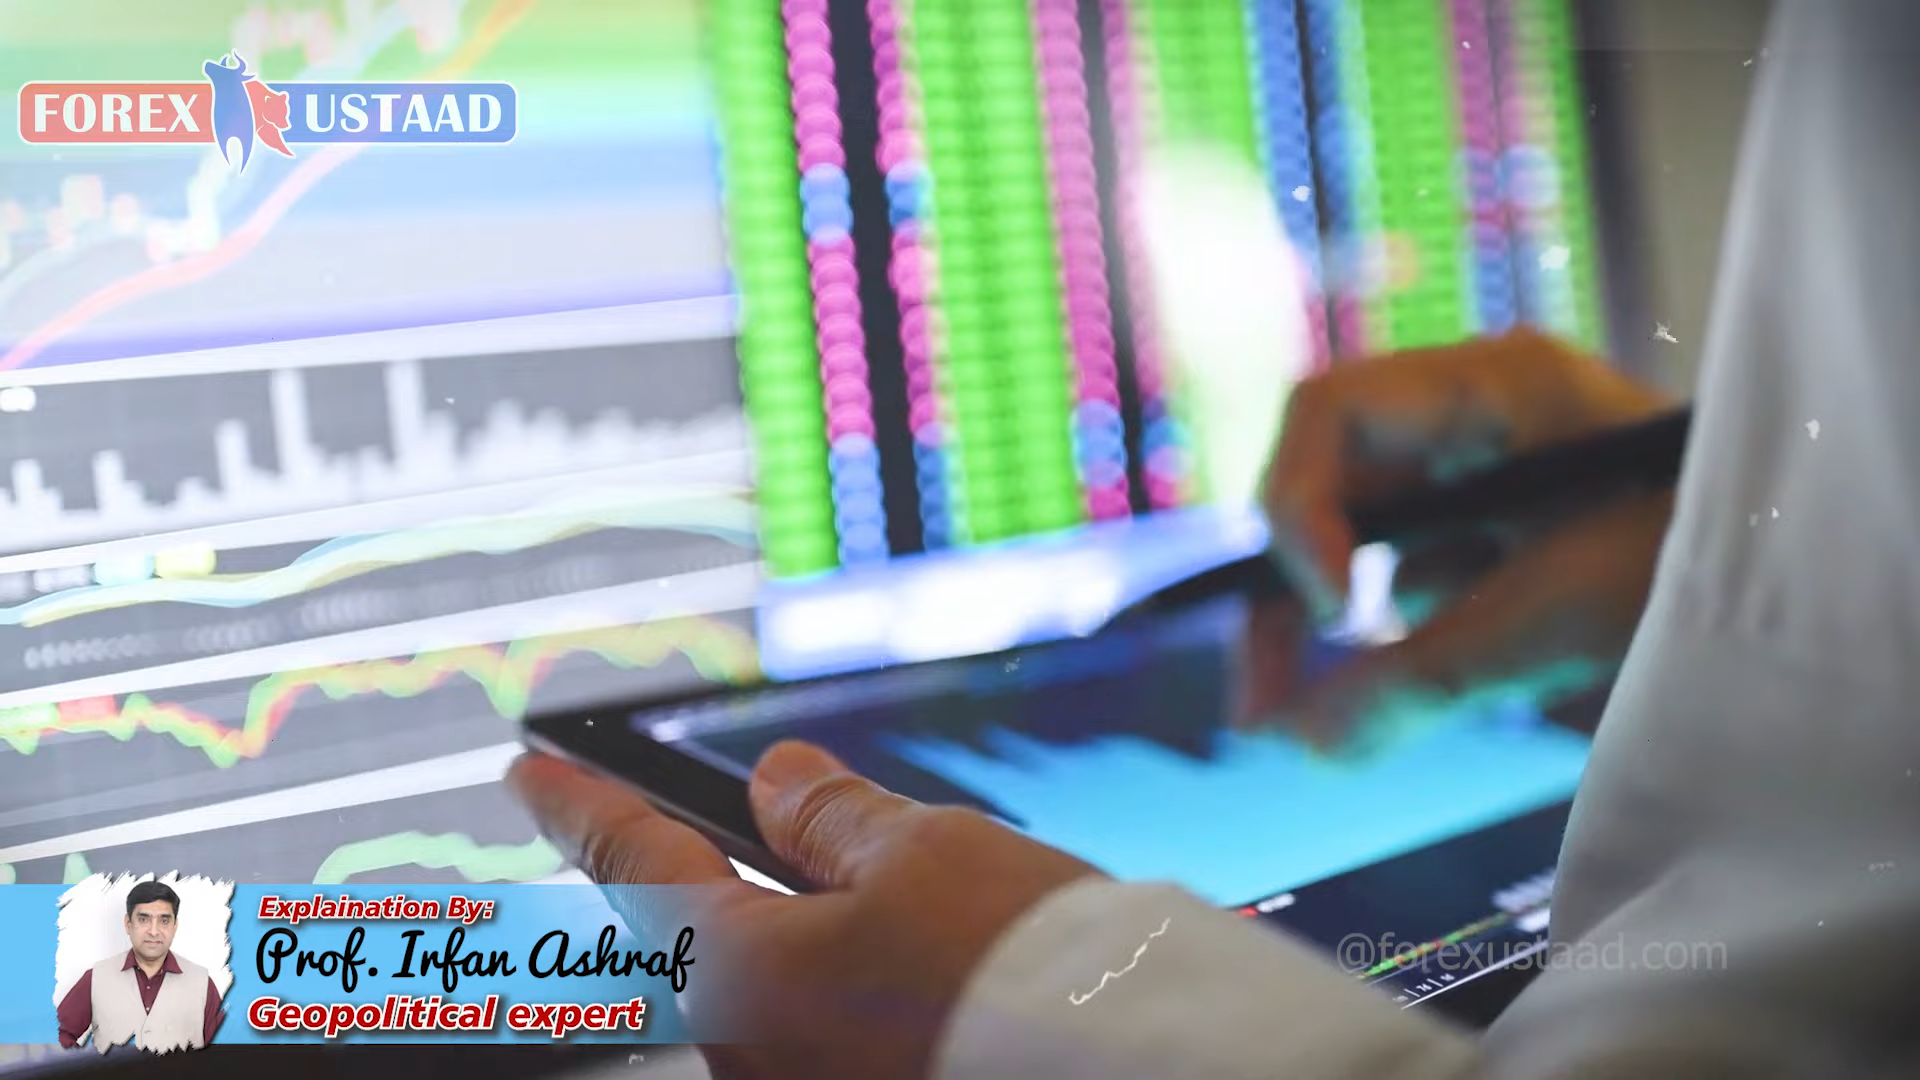 FOREX USTAAD
Explaination By:
Prof. Irfan Ashraf
Geopolitical expert
@forexustaad.com